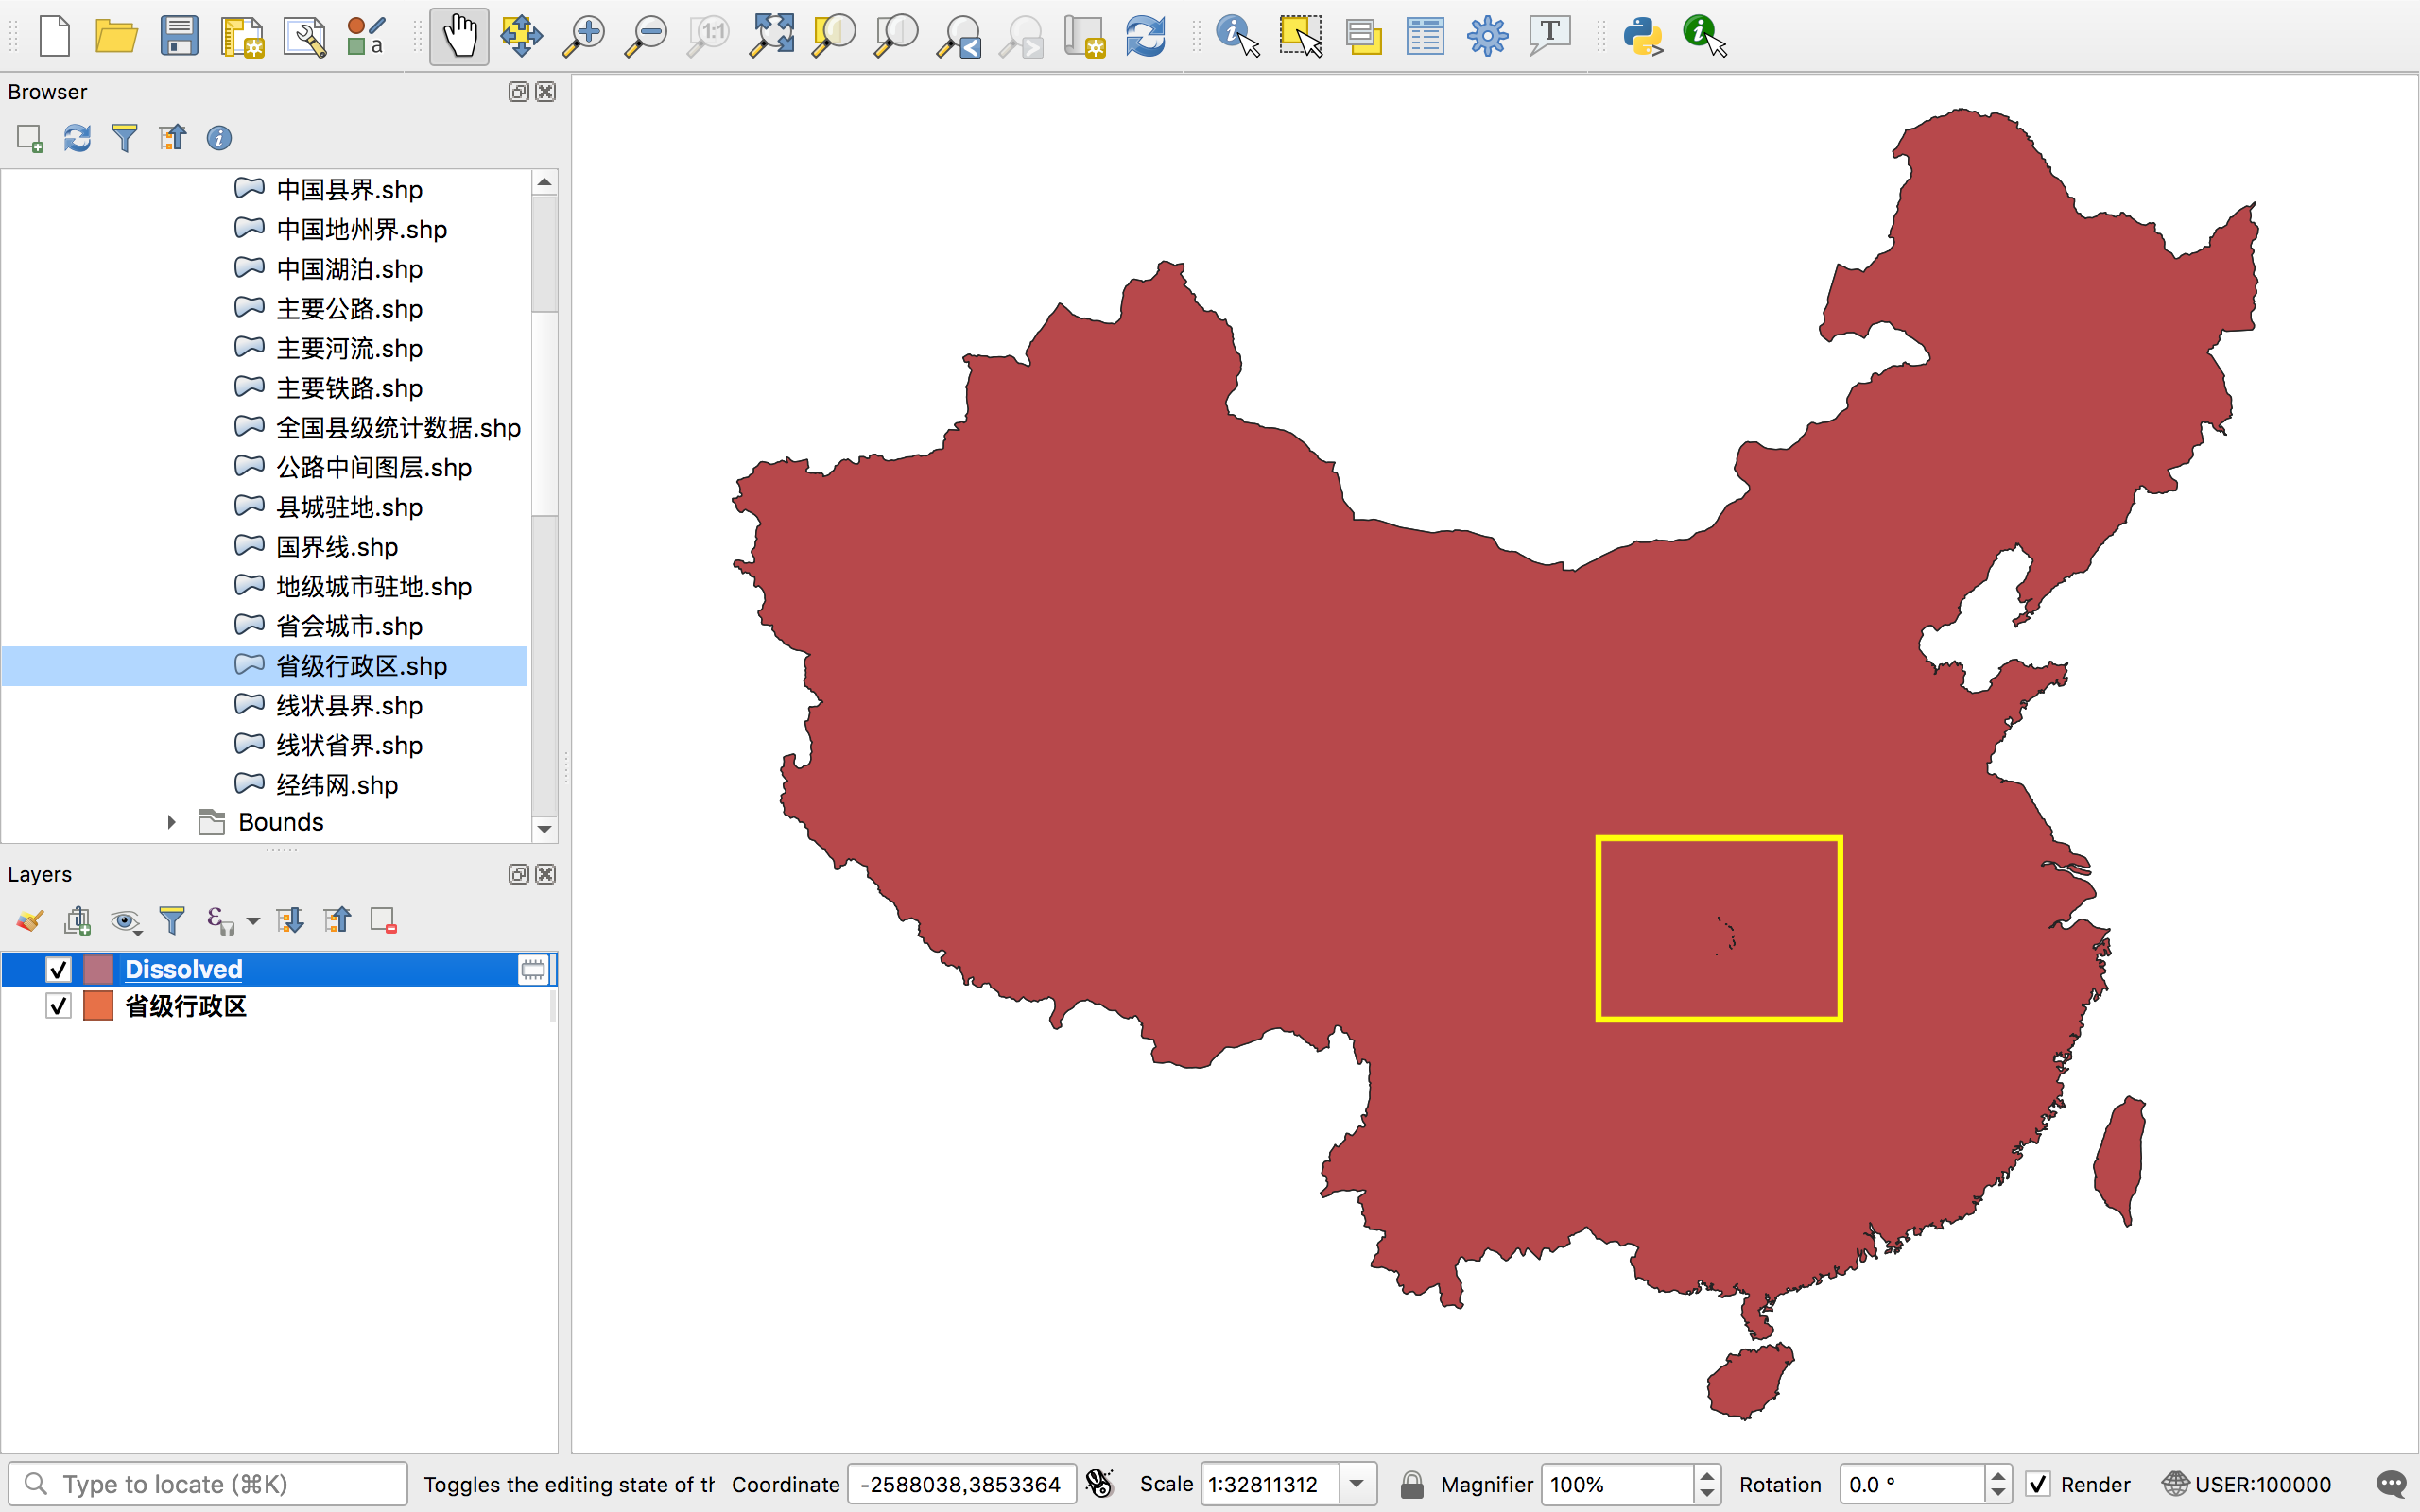 1:1
a
T
Browser
中国县界.shp
中国地州界.shp
中国湖泊.shp
主要公路.shp
主要河流.shp
主要铁路.shp
全国县级统计数据.shp
公路中间图层.shp
县城驻地.shp
国界线.shp
地级城市驻地.shp
省会城市.shp
省级行政区.shp
线状县界.shp
线状省界.shp
经纬网.shp
Bounds
Layers
ε
Dissolved
省级行政区
Type to locate (⌘K) Toggles the editing state of th Coordinate -2588038,3853364 Scale 1:32811312 Magnifier 100% Rotation 0.0 ° Render USER:100000